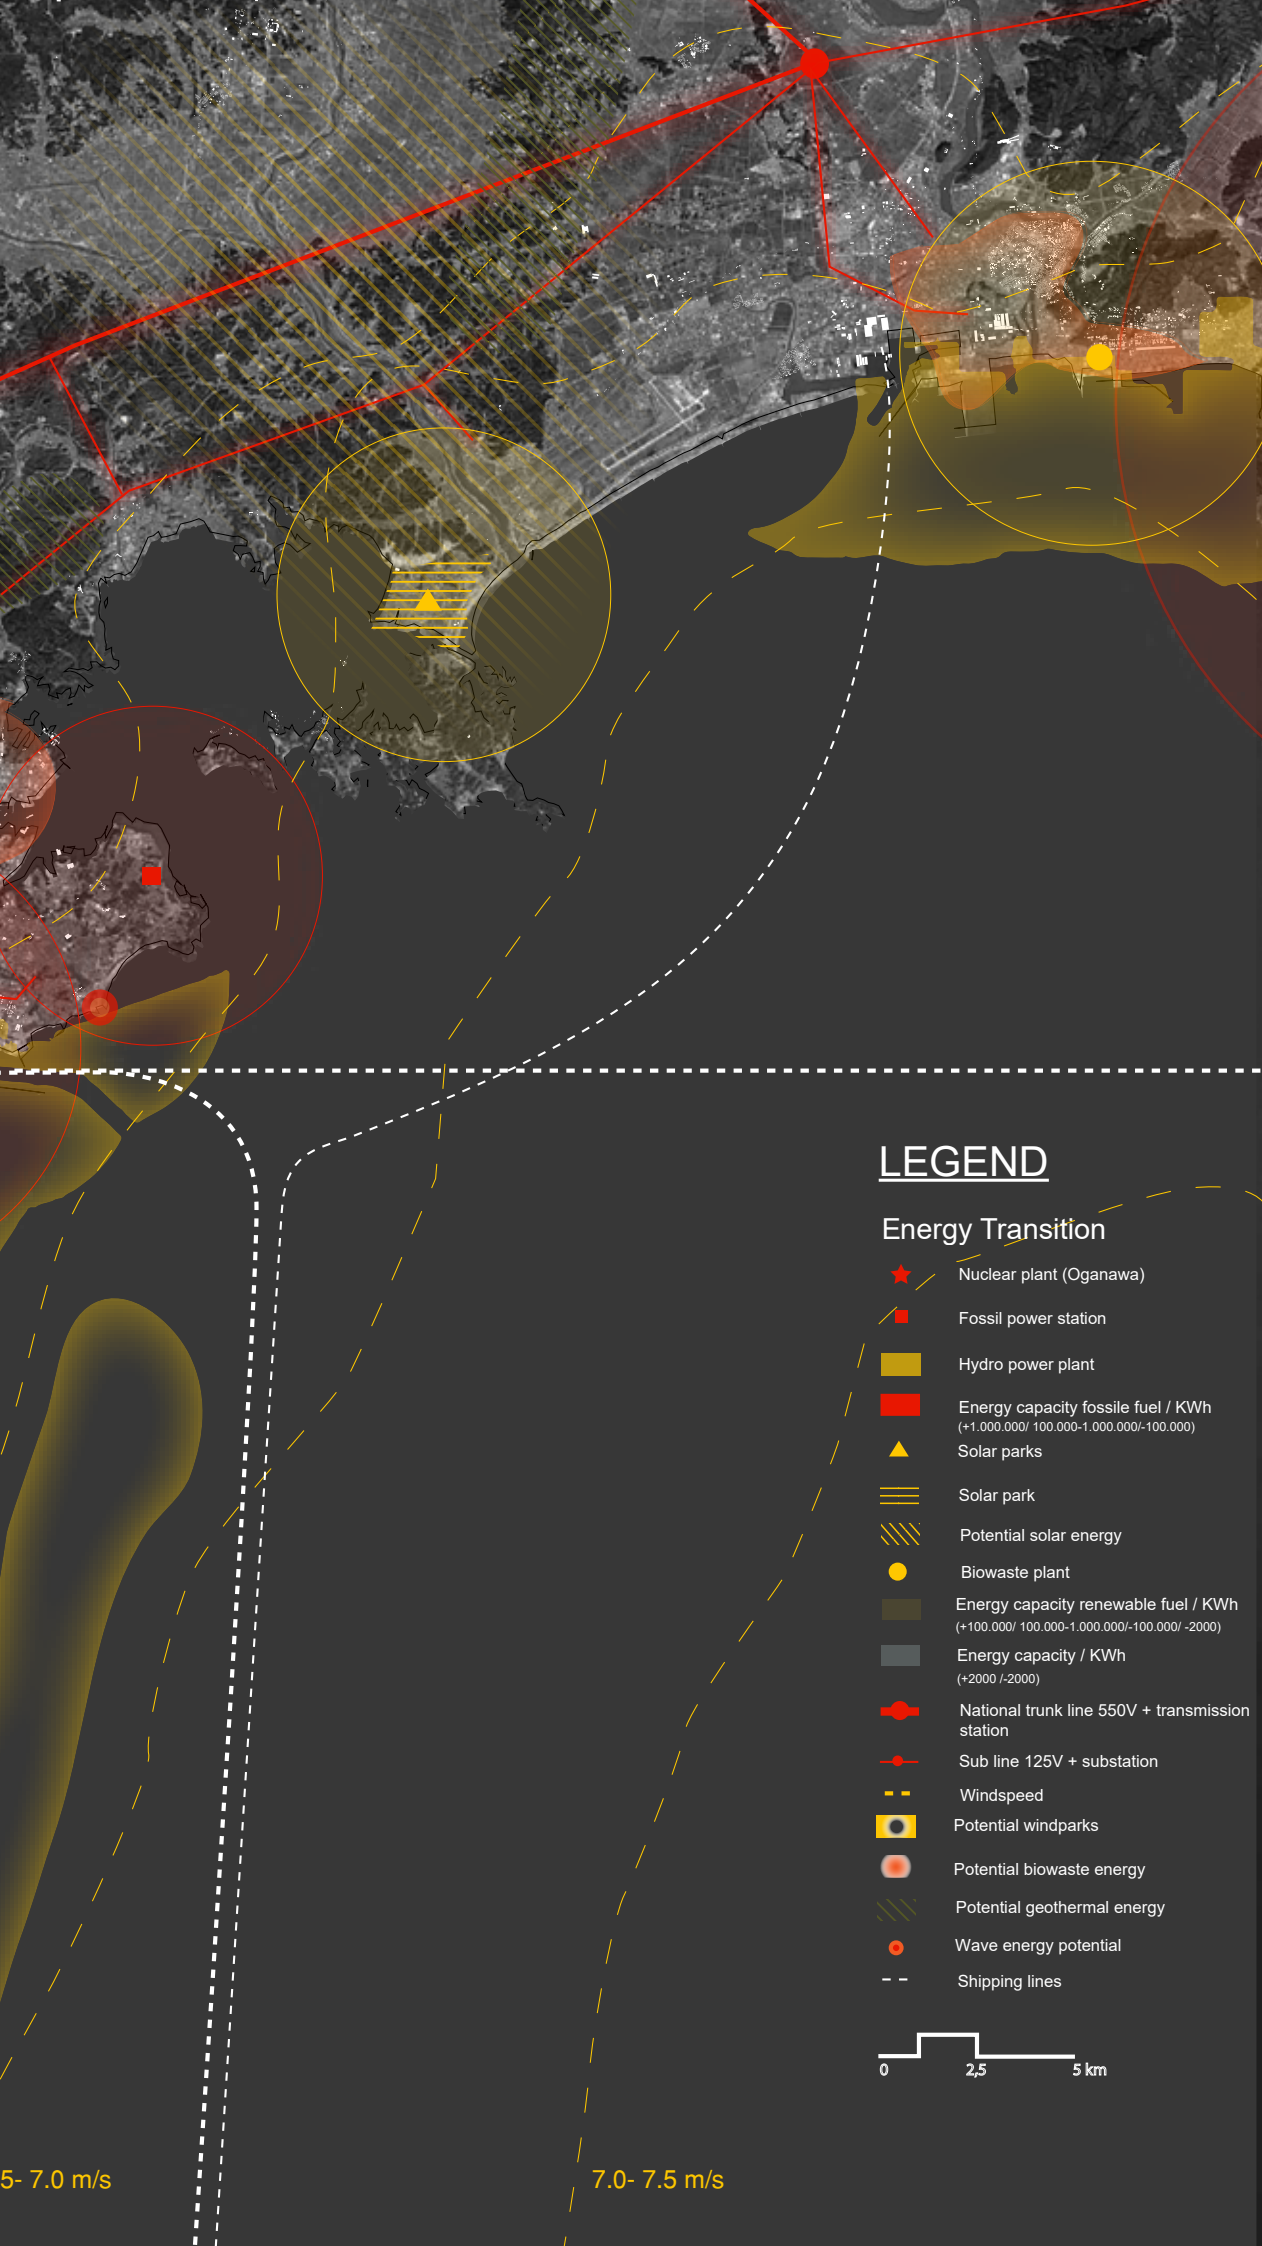 LEGEND
Energy Transition
Nuclear plant (Oganawa)
Fossil power station
Hydro power plant
Energy capacity fossile fuel / KWh
(+1.000.000/ 100.000-1.000.000/-100.000)
Solar parks
Solar park
Potential solar energy
Biowaste plant
Energy capacity renewable fuel / KWh
(+100.000/ 100.000-1.000.000/-100.000/ -2000)
Energy capacity / KWh
(+2000 /-2000)
National trunk line 550V + transmission
station
Sub line 125V + substation
Windspeed
Potential windparks
Potential biowaste energy
Potential geothermal energy
Wave energy potential
Shipping lines
0 2,5 5 km
5- 7.0 m/s
7.0- 7.5 m/s